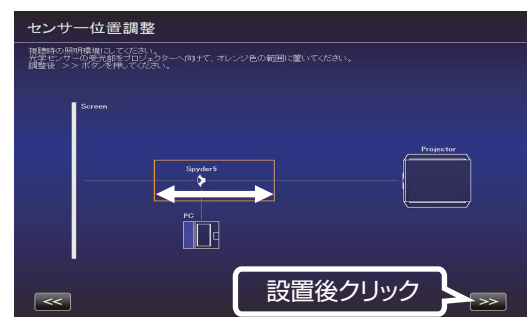 センサー位置調整
視聴時の照明環境にしてください。
光学センサーの受光部をプロジェクターへ向けて、オレンジ色の範囲に置いてください。
調整後 >> ボタンを押してください。
Screen
Projector
Spyder5
PC
設置後クリック
<<
>>